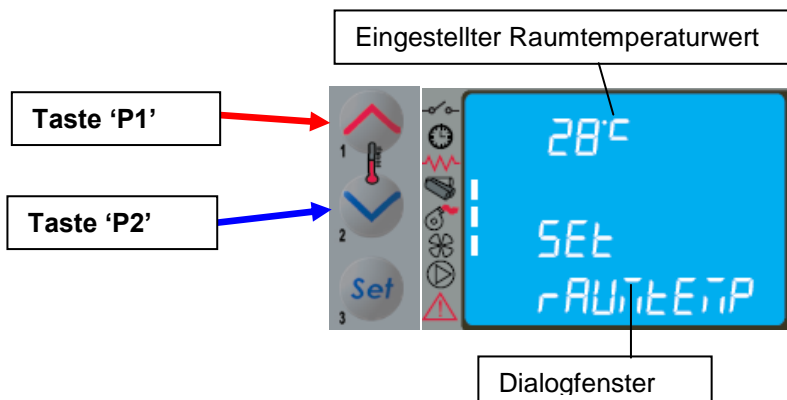 Eingestellter Raumtemperaturwert
Taste ‘P1’
1
28°C
Taste ‘P2’
2
SEt
Set
3
rAUmtEmP
Dialogfenster